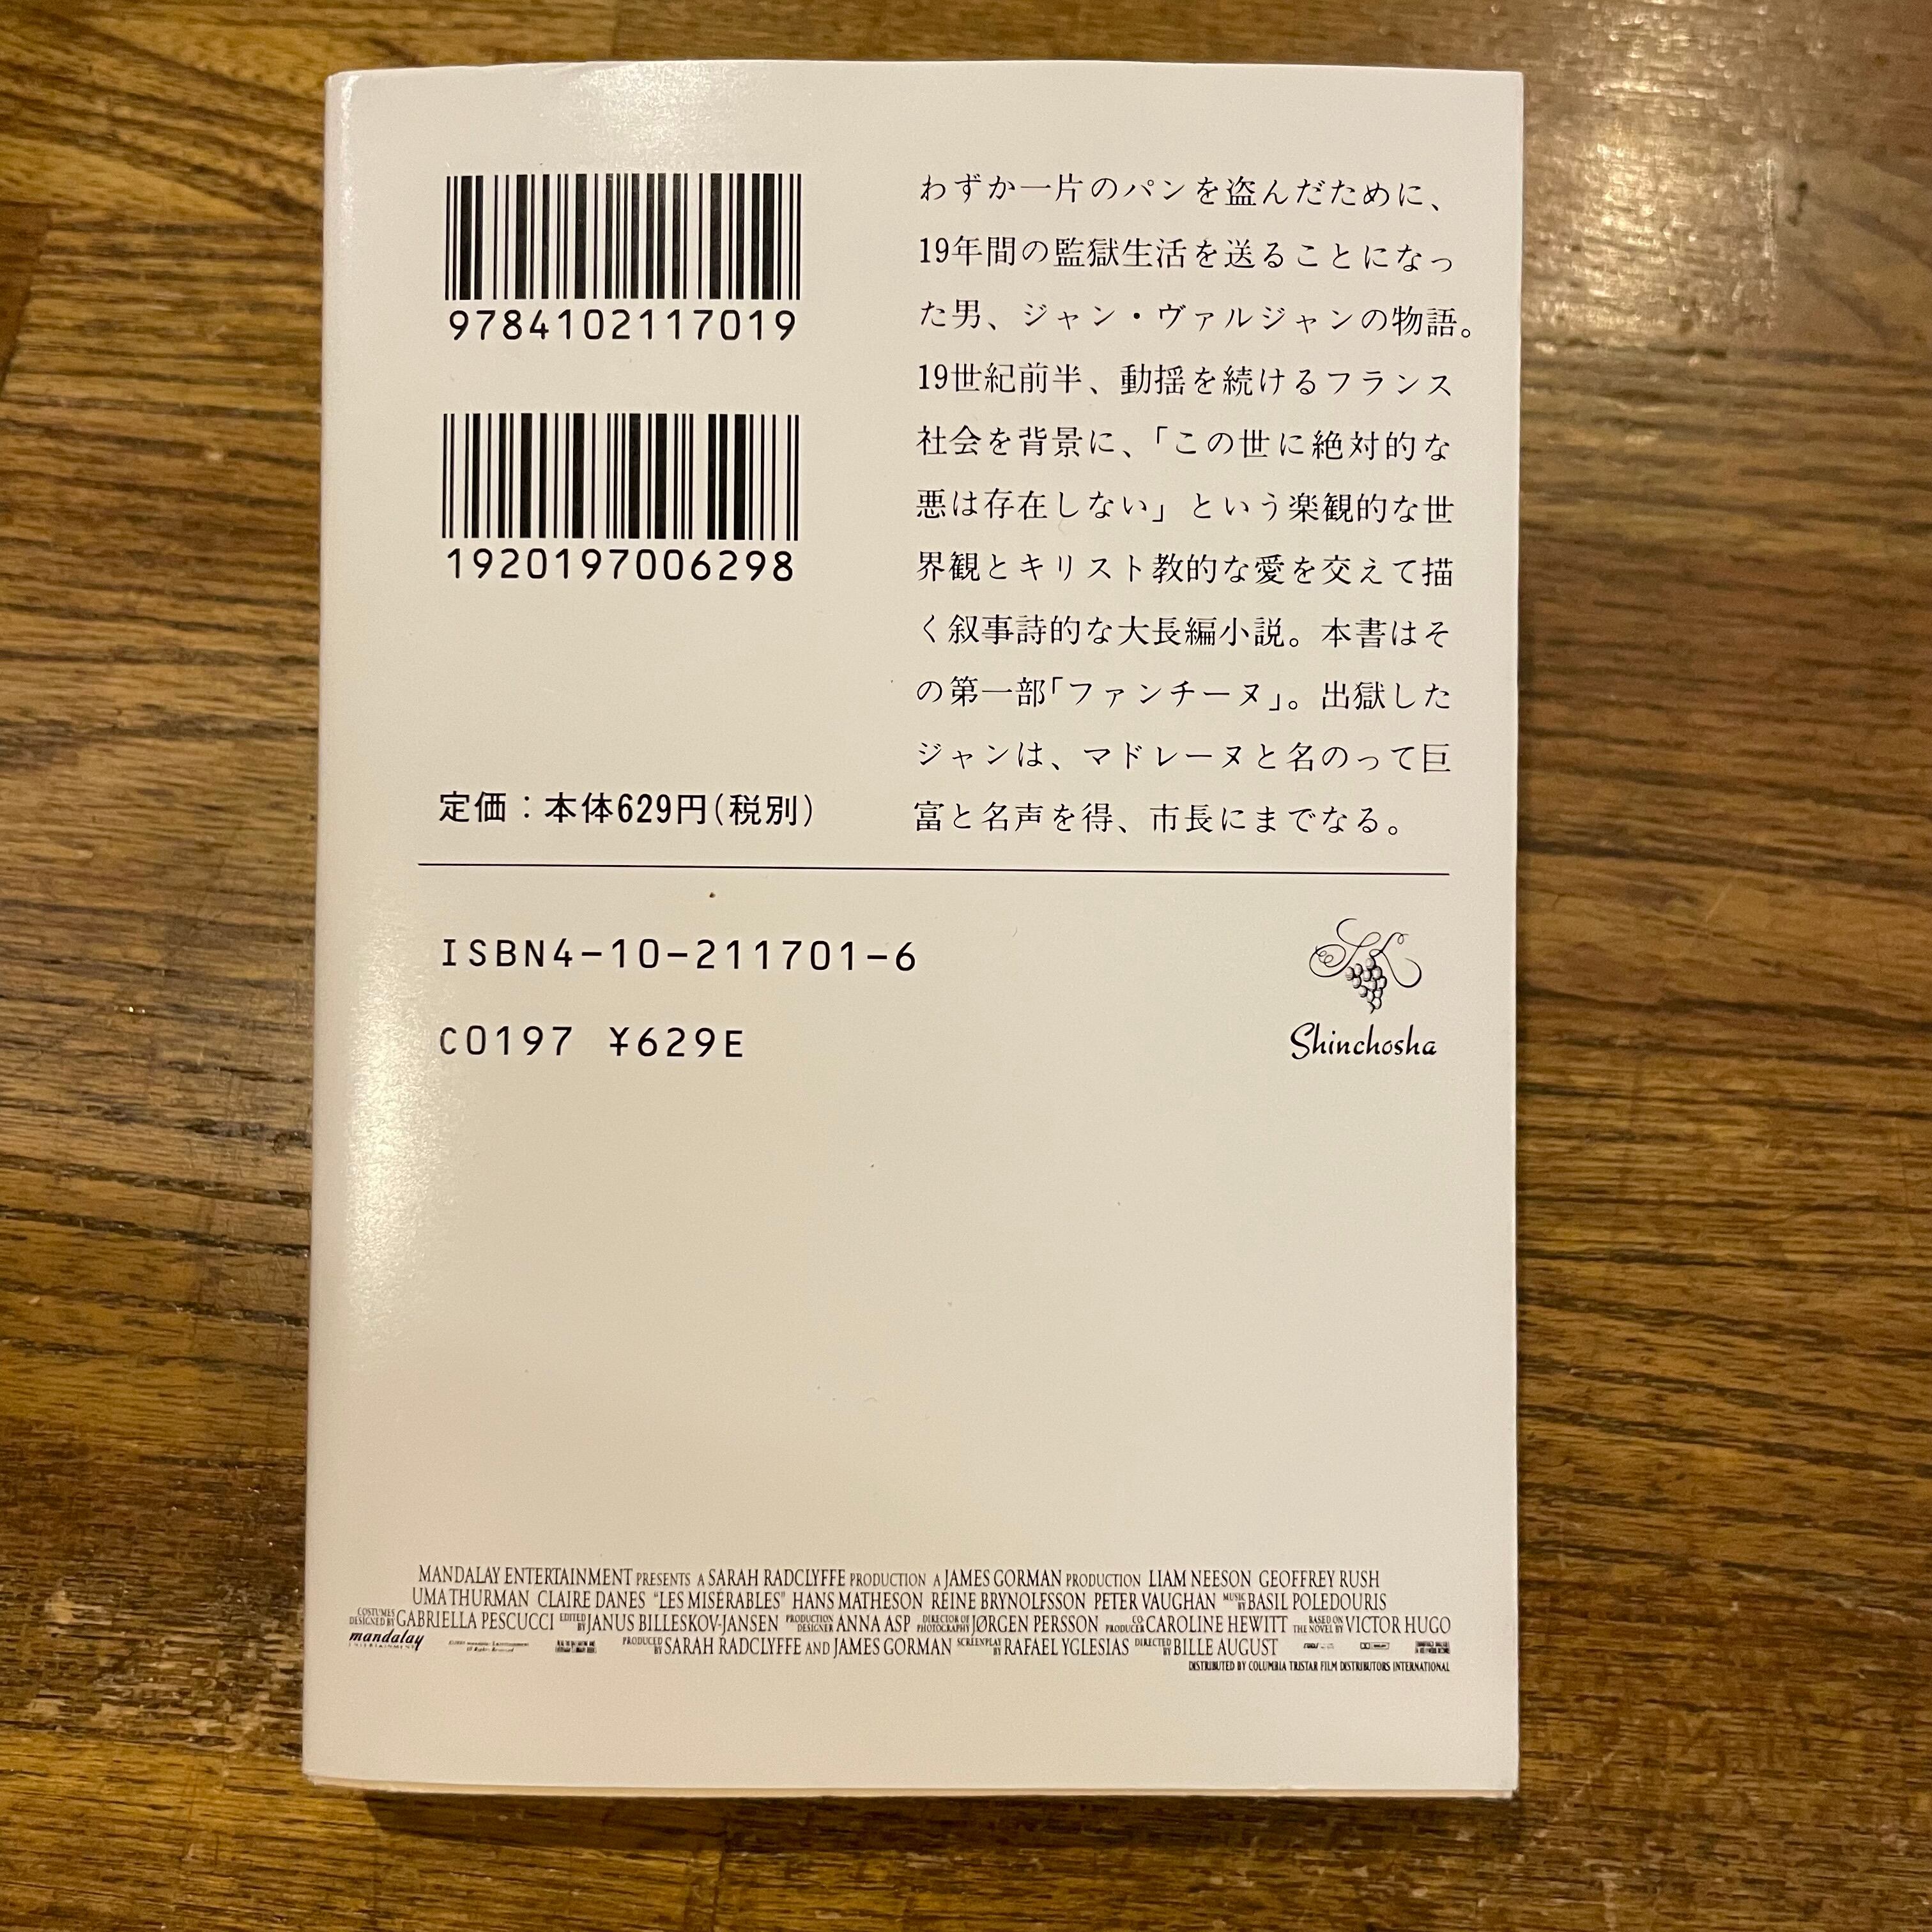 9784102117019
1920197006298
定価：本体629円(税別)
わずか一片のパンを盗んだために、
19年間の監獄生活を送ることになっ
た男、ジャン・ヴァルジャンの物語。
19世紀前半、動揺を続けるフランス
社会を背景に、「この世に絶対的な
悪は存在しない」という楽観的な世
界観とキリスト教的な愛を交えて描
く叙事詩的な大長編小説。本書はそ
の第一部「ファンチーヌ」。出獄した
ジャンは、マドレーヌと名のって巨
富と名声を得、市長にまでなる。
ISBN4-10-211701-6
C0197 ¥629E
SK
Shinchosha
MANDALAY ENTERTAINMENT PRESENTS A SARAH RADCLYFFE PRODUCTION A JAMES GORMAN PRODUCTION LIAM NEESON GEOFFREY RUSH
UMA THURMAN CLAIRE DANES "LES MISÉRABLES" HANS MATHESON REINE BRYNOLFSSON PETER VAUGHAN MUSIC BY BASIL POLEDOURIS
COSTUMES DESIGNED BY GABRIELLA PESCUCCI EDITED BY JANUS BILLESKOV-JANSEN PRODUCTION DESIGNER ANNA ASP DIRECTOR OF PHOTOGRAPHY JØRGEN PERSSON CO-PRODUCER CAROLINE HEWITT BASED ON THE NOVEL BY VICTOR HUGO
mandalay ENTERTAINMENT PRODUCED BY SARAH RADCLYFFE AND JAMES GORMAN SCREENPLAY BY RAFAEL YGLESIAS DIRECTED BY BILLE AUGUST
DISTRIBUTED BY COLUMBIA TRISTAR FILM DISTRIBUTORS INTERNATIONAL